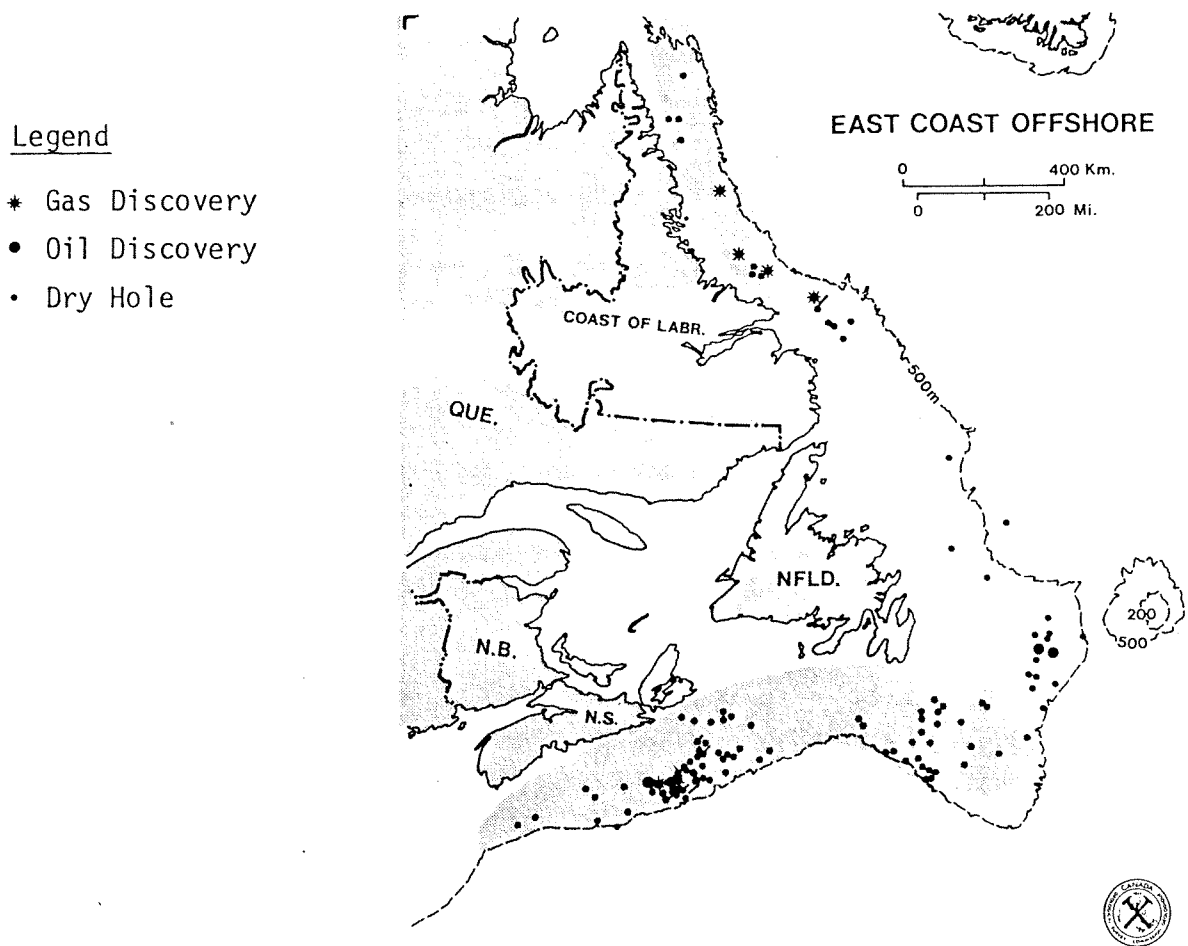 Legend
Gas Discovery
Oil Discovery
Dry Hole
EAST COAST OFFSHORE
0 400 Km.
0 200 Mi.
COAST OF LABR.
500m
QUE.
NFLD.
200
500
N.B.
N.S.
CANADA